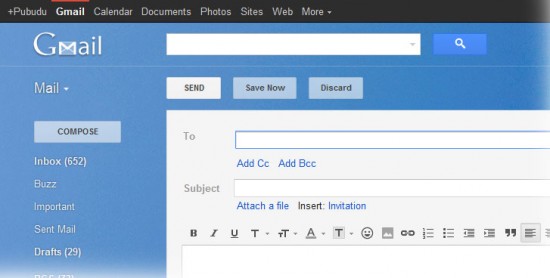 +Pubudu Gmail Calendar Documents Photos Sites Web More
Gmail
Mail
SEND Save Now Discard
COMPOSE
To
Inbox (652)
Add Cc Add Bcc
Buzz
Subject
Important
Attach a file Insert: Invitation
Sent Mail
B I U T T A T
Drafts (29)